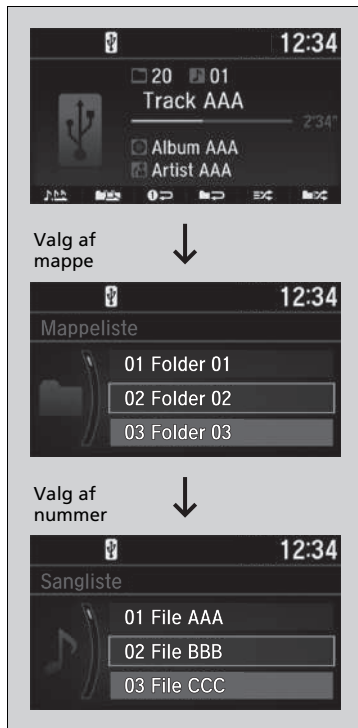 12:34
20 01
Track AAA
2'34"
Album AAA
Artist AAA
Valg af
mappe
12:34
Mappeliste
01 Folder 01
02 Folder 02
03 Folder 03
Valg af
nummer
12:34
Sangliste
01 File AAA
02 File BBB
03 File CCC